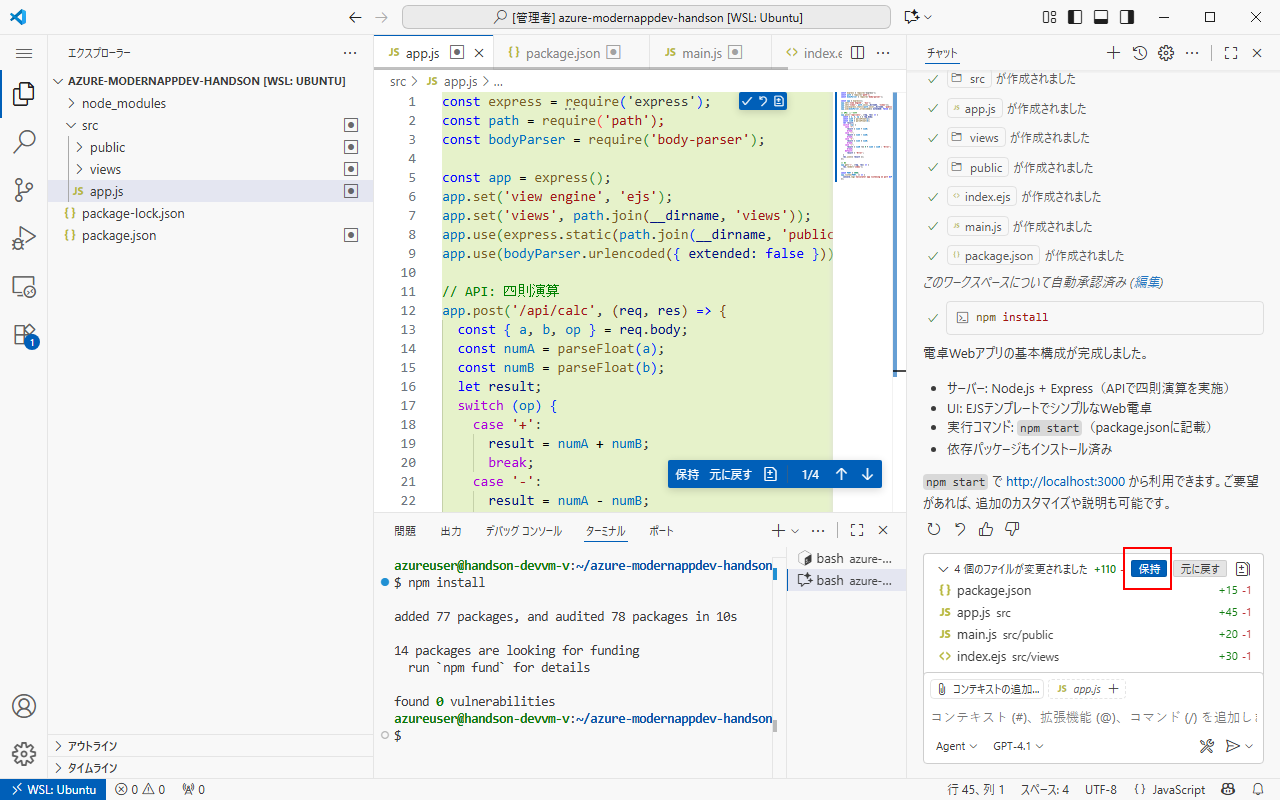 [管理者] azure-modernappdev-handson [WSL: Ubuntu]
エクスプローラー
AZURE-MODERNAPPDEV-HANDSON [WSL: UBUNTU]
node_modules
src
public
views
JS app.js
{} package-lock.json
{} package.json
アウトライン
タイムライン
JS app.js
{} package.json
JS main.js
<> index.e
src > JS app.js > ...
1 const express = require('express');
2 const path = require('path');
3 const bodyParser = require('body-parser');
4
5 const app = express();
6 app.set('view engine', 'ejs');
7 app.set('views', path.join(__dirname, 'views'));
8 app.use(express.static(path.join(__dirname, 'public
9 app.use(bodyParser.urlencoded({ extended: false }))
10
11 // API: 四則演算
12 app.post('/api/calc', (req, res) => {
13 const { a, b, op } = req.body;
14 const numA = parseFloat(a);
15 const numB = parseFloat(b);
16 let result;
17 switch (op) {
18 case '+':
19 result = numA + numB;
20 break;
21 case '-':
22 result = numA - numB;
保持 元に戻す 1/4
問題 出力 デバッグ コンソール ターミナル ポート
azureuser@handson-devvm-v:~/azure-modernappdev-handson
$ npm install
added 77 packages, and audited 78 packages in 10s
14 packages are looking for funding
run `npm fund` for details
found 0 vulnerabilities
azureuser@handson-devvm-v:~/azure-modernappdev-handson
$
bash azure-...
bash azure-...
チャット
src が作成されました
JS app.js が作成されました
views が作成されました
public が作成されました
<> index.ejs が作成されました
JS main.js が作成されました
{} package.json が作成されました
このワークスペースについて自動承認済み (編集)
npm install
電卓Webアプリの基本構成が完成しました。
• サーバー: Node.js + Express（APIで四則演算を実施）
• UI: EJSテンプレートでシンプルなWeb電卓
• 実行コマンド: npm start（package.jsonに記載）
• 依存パッケージもインストール済み
npm start で http://localhost:3000 から利用できます。ご要望
があれば、追加のカスタマイズや説明も可能です。
4 個のファイルが変更されました +110 - 保持 元に戻す
{} package.json +15 -1
JS app.js src +45 -1
JS main.js src/public +20 -1
<> index.ejs src/views +30 -1
コンテキストの追加... JS app.js +
コンテキスト (#)、拡張機能 (@)、コマンド (/) を追加しま
Agent GPT-4.1
1
WSL: Ubuntu 0 0 0 行 45、列 1 スペース: 4 UTF-8 {} JavaScript